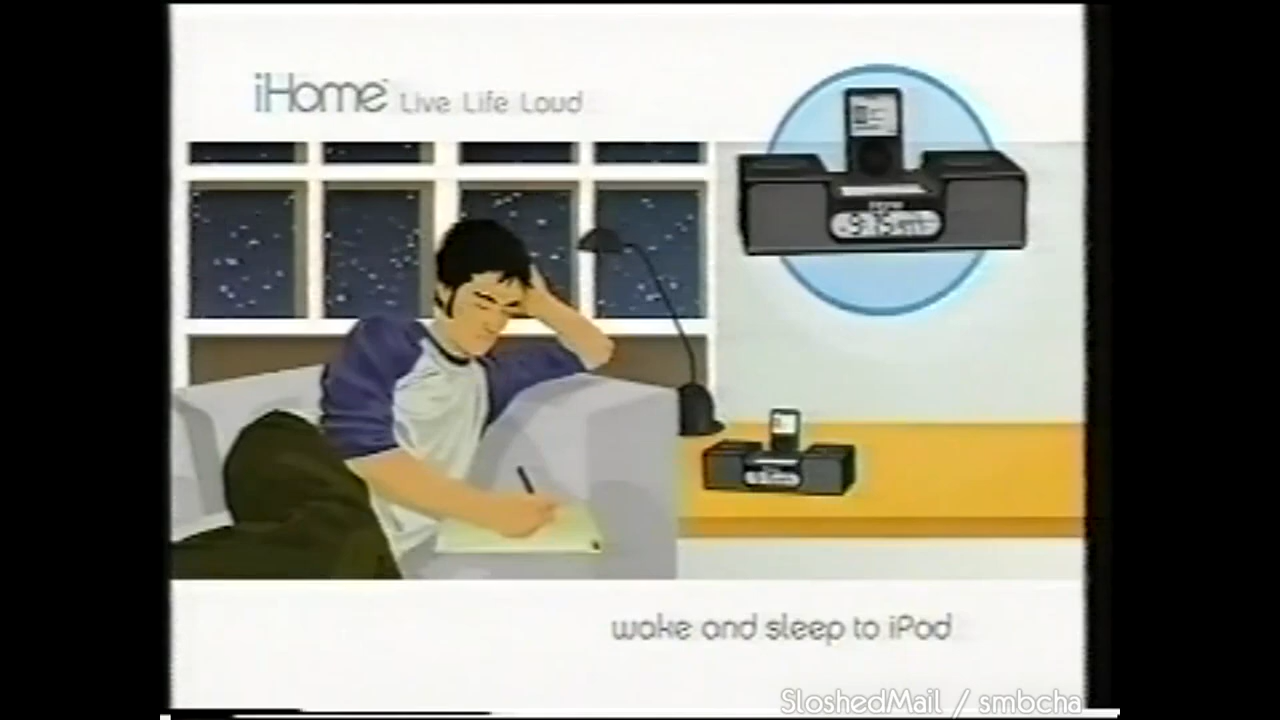 iHome Live Life Loud
wake and sleep to iPod
SloshedMail / smbcha